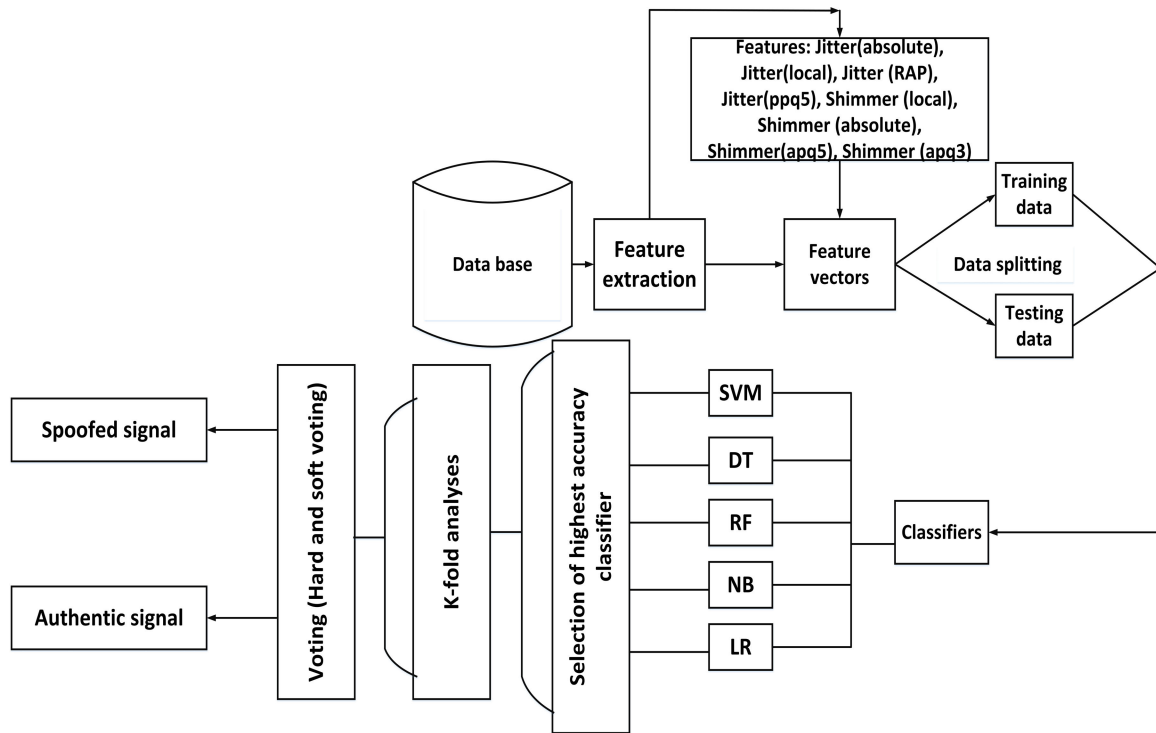 Features: Jitter(absolute),
Jitter(local), Jitter (RAP),
Jitter(ppq5), Shimmer (local),
Shimmer (absolute),
Shimmer(apq5), Shimmer (apq3)
Data base
Feature
extraction
Feature
vectors
Training
data
Data splitting
Testing
data
Spoofed signal
Authentic signal
Voting (Hard and soft voting)
K-fold analyses
Selection of highest accuracy
classifier
SVM
DT
RF
NB
LR
Classifiers